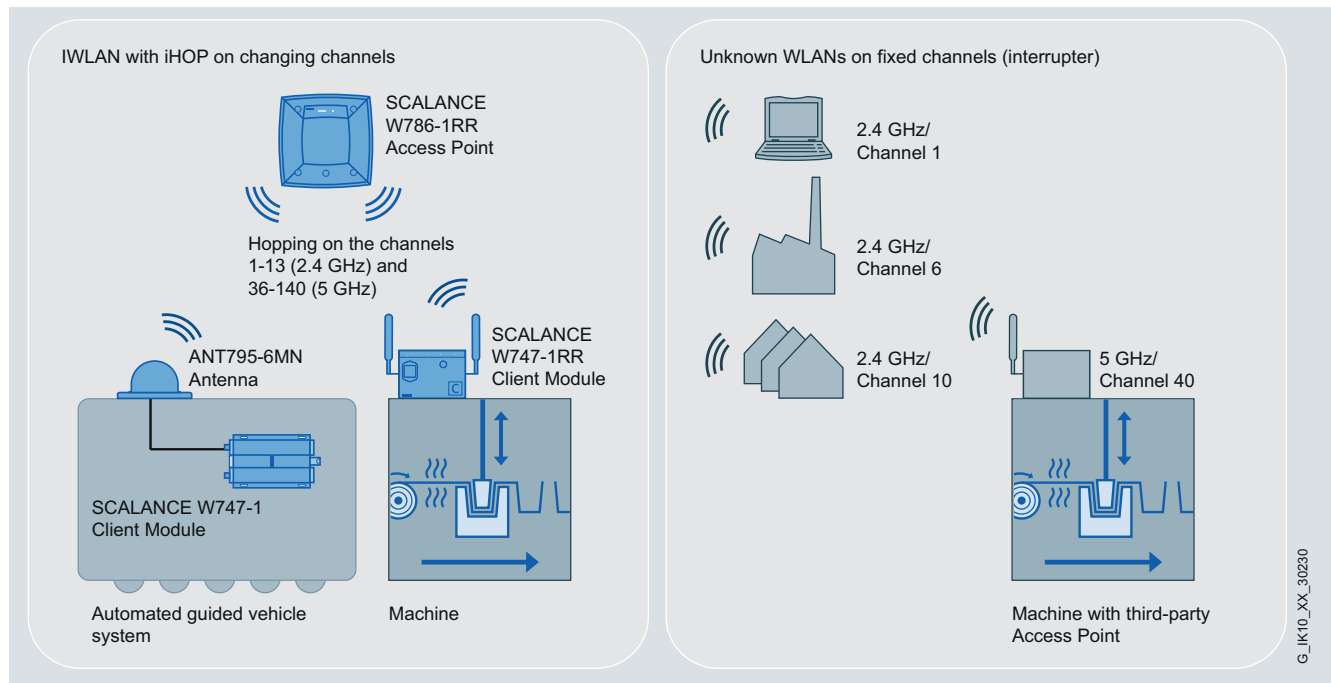 IWLAN with iHOP on changing channels
SCALANCE
W786-1RR
Access Point
Hopping on the channels
1-13 (2.4 GHz) and
36-140 (5 GHz)
ANT795-6MN
Antenna
SCALANCE
W747-1RR
Client Module
C
SCALANCE W747-1
Client Module
Automated guided vehicle
system
Machine
Unknown WLANs on fixed channels (interrupter)
2.4 GHz/
Channel 1
2.4 GHz/
Channel 6
2.4 GHz/
Channel 10
5 GHz/
Channel 40
Machine with third-party
Access Point
G_IK10_XX_30230